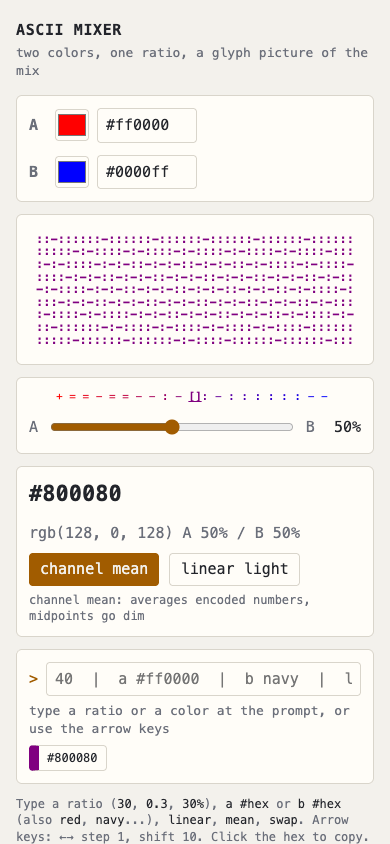 ASCII MIXER
two colors, one ratio, a glyph picture of the
mix
A #ff0000
B #0000ff
+ = = − = = − − : − []: − : : : : : : − −
A B 50%
#800080
rgb(128, 0, 128) A 50% / B 50%
channel mean linear light
channel mean: averages encoded numbers,
midpoints go dim
> 40 | a #ff0000 | b navy | l
type a ratio or a color at the prompt, or
use the arrow keys
#800080
Type a ratio (30, 0.3, 30%), a #hex or b #hex
(also red, navy...), linear, mean, swap. Arrow
keys: ←→ step 1, shift 10. Click the hex to copy.